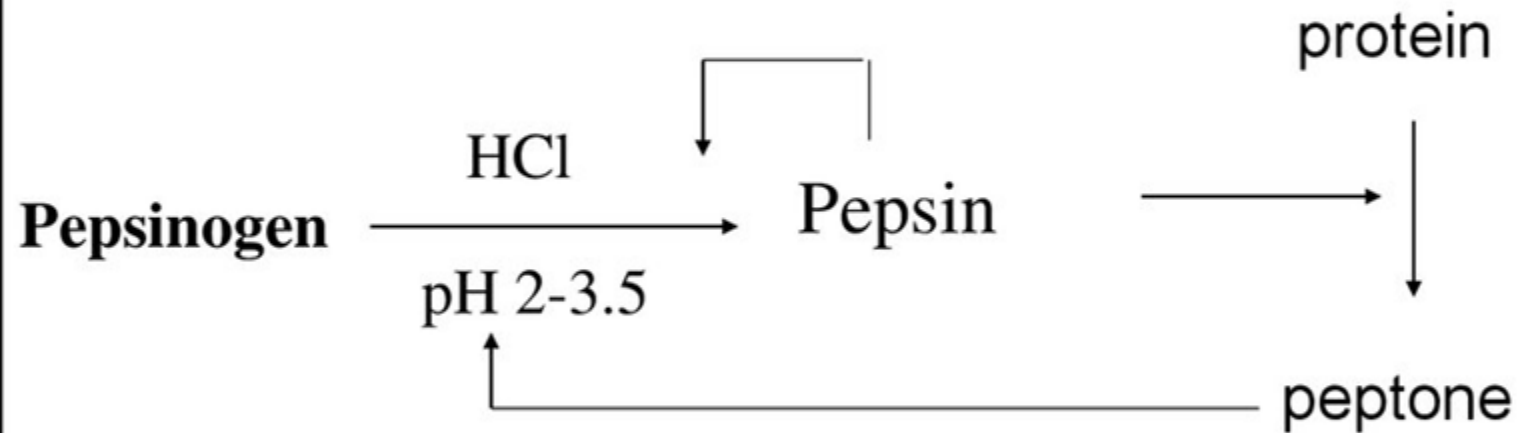 protein
HCl
Pepsinogen
Pepsin
pH 2-3.5
peptone